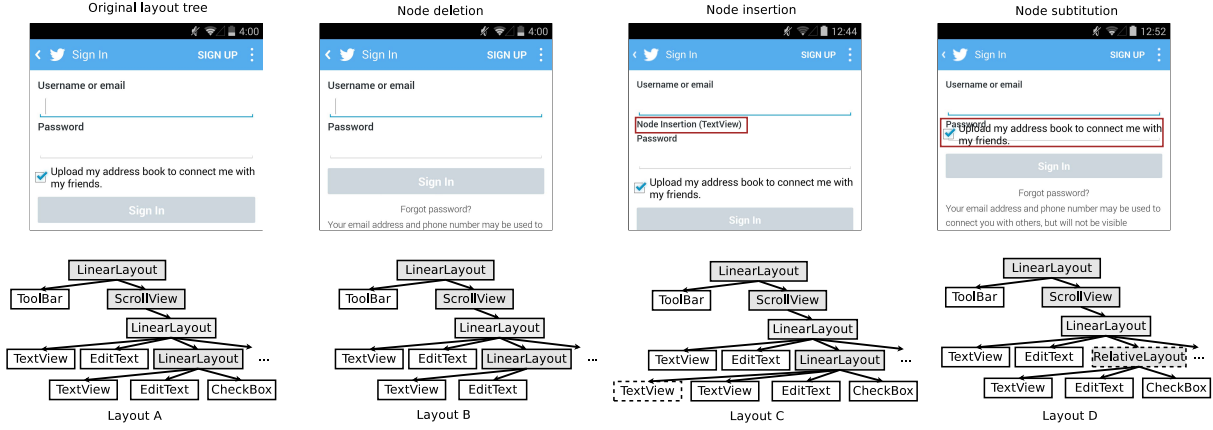 Original layout tree
Node deletion
Node insertion
Node subtitution
4:00
4:00
12:44
12:52
Sign In SIGN UP
Sign In SIGN UP
Sign In SIGN UP
Sign In SIGN UP
Username or email
Password
Upload my address book to connect me with
my friends.
Sign In
Username or email
Password
Sign In
Forgot password?
Your email address and phone number may be used to
Username or email
Node Insertion (TextView)
Password
Upload my address book to connect me with
my friends.
Sign In
Username or email
Password
Upload my address book to connect me with
my friends.
Sign In
Forgot password?
Your email address and phone number may be used to
connect you with others, but will not be visible
LinearLayout
ToolBar ScrollView
LinearLayout
TextView EditText LinearLayout ...
TextView EditText CheckBox
Layout A
LinearLayout
ToolBar ScrollView
LinearLayout
TextView EditText LinearLayout ...
TextView EditText
Layout B
LinearLayout
ToolBar ScrollView
LinearLayout
TextView EditText LinearLayout ...
TextView TextView EditText CheckBox
Layout C
LinearLayout
ToolBar ScrollView
LinearLayout
TextView EditText RelativeLayout ...
TextView EditText CheckBox
Layout D